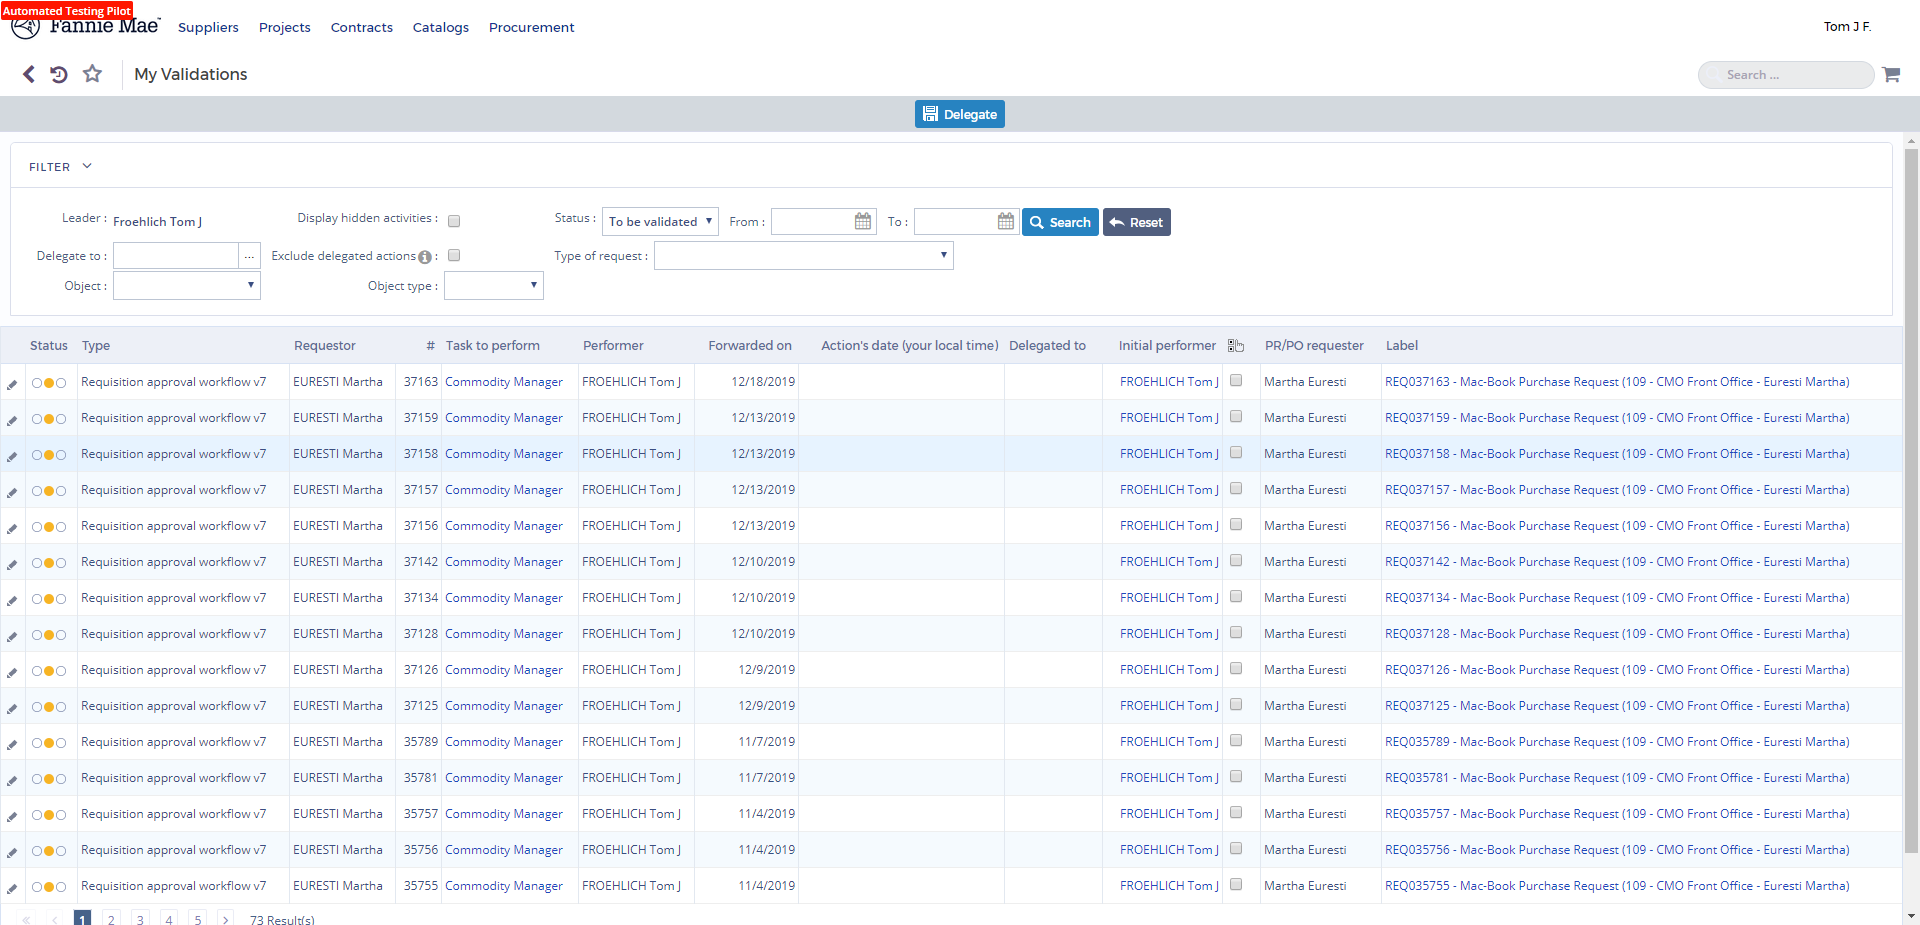 Automated Testing Pilot
Fannie Mae Suppliers Projects Contracts Catalogs Procurement Tom J F.
My Validations Search ...
Delegate
FILTER
Leader : Froehlich Tom J Display hidden activities : Status : To be validated From : To : Search Reset
Delegate to : ... Exclude delegated actions : Type of request :
Object : Object type :
Status Type Requestor # Task to perform Performer Forwarded on Action's date (your local time) Delegated to Initial performer PR/PO requester Label
Requisition approval workflow v7 EURESTI Martha 37163 Commodity Manager FROEHLICH Tom J 12/18/2019 FROEHLICH Tom J Martha Euresti REQ037163 - Mac-Book Purchase Request (109 - CMO Front Office - Euresti Martha)
Requisition approval workflow v7 EURESTI Martha 37159 Commodity Manager FROEHLICH Tom J 12/13/2019 FROEHLICH Tom J Martha Euresti REQ037159 - Mac-Book Purchase Request (109 - CMO Front Office - Euresti Martha)
Requisition approval workflow v7 EURESTI Martha 37158 Commodity Manager FROEHLICH Tom J 12/13/2019 FROEHLICH Tom J Martha Euresti REQ037158 - Mac-Book Purchase Request (109 - CMO Front Office - Euresti Martha)
Requisition approval workflow v7 EURESTI Martha 37157 Commodity Manager FROEHLICH Tom J 12/13/2019 FROEHLICH Tom J Martha Euresti REQ037157 - Mac-Book Purchase Request (109 - CMO Front Office - Euresti Martha)
Requisition approval workflow v7 EURESTI Martha 37156 Commodity Manager FROEHLICH Tom J 12/13/2019 FROEHLICH Tom J Martha Euresti REQ037156 - Mac-Book Purchase Request (109 - CMO Front Office - Euresti Martha)
Requisition approval workflow v7 EURESTI Martha 37142 Commodity Manager FROEHLICH Tom J 12/10/2019 FROEHLICH Tom J Martha Euresti REQ037142 - Mac-Book Purchase Request (109 - CMO Front Office - Euresti Martha)
Requisition approval workflow v7 EURESTI Martha 37134 Commodity Manager FROEHLICH Tom J 12/10/2019 FROEHLICH Tom J Martha Euresti REQ037134 - Mac-Book Purchase Request (109 - CMO Front Office - Euresti Martha)
Requisition approval workflow v7 EURESTI Martha 37128 Commodity Manager FROEHLICH Tom J 12/10/2019 FROEHLICH Tom J Martha Euresti REQ037128 - Mac-Book Purchase Request (109 - CMO Front Office - Euresti Martha)
Requisition approval workflow v7 EURESTI Martha 37126 Commodity Manager FROEHLICH Tom J 12/9/2019 FROEHLICH Tom J Martha Euresti REQ037126 - Mac-Book Purchase Request (109 - CMO Front Office - Euresti Martha)
Requisition approval workflow v7 EURESTI Martha 37125 Commodity Manager FROEHLICH Tom J 12/9/2019 FROEHLICH Tom J Martha Euresti REQ037125 - Mac-Book Purchase Request (109 - CMO Front Office - Euresti Martha)
Requisition approval workflow v7 EURESTI Martha 35789 Commodity Manager FROEHLICH Tom J 11/7/2019 FROEHLICH Tom J Martha Euresti REQ035789 - Mac-Book Purchase Request (109 - CMO Front Office - Euresti Martha)
Requisition approval workflow v7 EURESTI Martha 35781 Commodity Manager FROEHLICH Tom J 11/7/2019 FROEHLICH Tom J Martha Euresti REQ035781 - Mac-Book Purchase Request (109 - CMO Front Office - Euresti Martha)
Requisition approval workflow v7 EURESTI Martha 35757 Commodity Manager FROEHLICH Tom J 11/4/2019 FROEHLICH Tom J Martha Euresti REQ035757 - Mac-Book Purchase Request (109 - CMO Front Office - Euresti Martha)
Requisition approval workflow v7 EURESTI Martha 35756 Commodity Manager FROEHLICH Tom J 11/4/2019 FROEHLICH Tom J Martha Euresti REQ035756 - Mac-Book Purchase Request (109 - CMO Front Office - Euresti Martha)
Requisition approval workflow v7 EURESTI Martha 35755 Commodity Manager FROEHLICH Tom J 11/4/2019 FROEHLICH Tom J Martha Euresti REQ035755 - Mac-Book Purchase Request (109 - CMO Front Office - Euresti Martha)
« ‹ 1 2 3 4 5 › 73 Result(s)